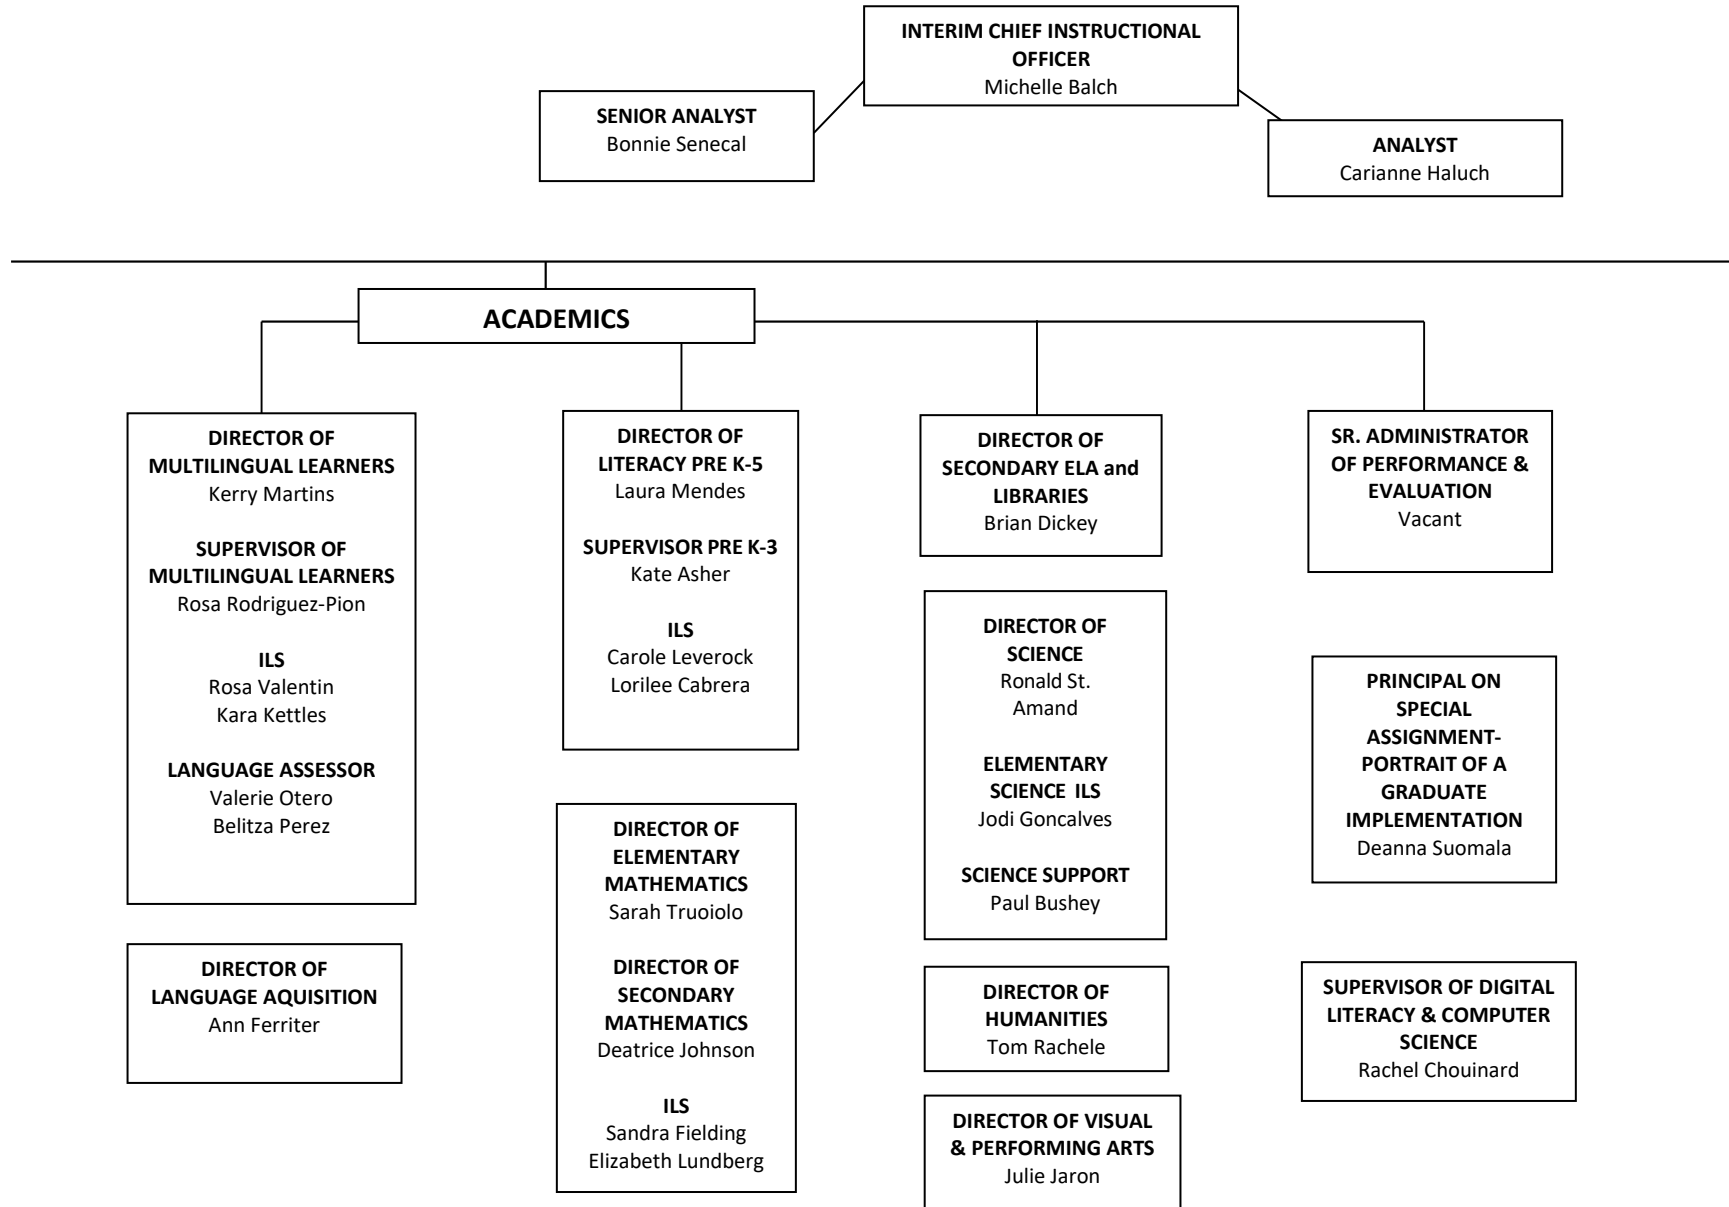 INTERIM CHIEF INSTRUCTIONAL
OFFICER
Michelle Balch
SENIOR ANALYST
Bonnie Senecal
ANALYST
Carianne Haluch
ACADEMICS
DIRECTOR OF
MULTILINGUAL LEARNERS
Kerry Martins
SUPERVISOR OF
MULTILINGUAL LEARNERS
Rosa Rodriguez-Pion
ILS
Rosa Valentin
Kara Kettles
LANGUAGE ASSESSOR
Valerie Otero
Belitza Perez
DIRECTOR OF
LANGUAGE AQUISITION
Ann Ferriter
DIRECTOR OF
LITERACY PRE K-5
Laura Mendes
SUPERVISOR PRE K-3
Kate Asher
ILS
Carole Leverock
Lorilee Cabrera
DIRECTOR OF
ELEMENTARY
MATHEMATICS
Sarah Truoiolo
DIRECTOR OF
SECONDARY
MATHEMATICS
Deatrice Johnson
ILS
Sandra Fielding
Elizabeth Lundberg
DIRECTOR OF
SECONDARY ELA and
LIBRARIES
Brian Dickey
DIRECTOR OF
SCIENCE
Ronald St.
Amand
ELEMENTARY
SCIENCE ILS
Jodi Goncalves
SCIENCE SUPPORT
Paul Bushey
DIRECTOR OF
HUMANITIES
Tom Rachele
DIRECTOR OF VISUAL
& PERFORMING ARTS
Julie Jaron
SR. ADMINISTRATOR
OF PERFORMANCE &
EVALUATION
Vacant
PRINCIPAL ON
SPECIAL
ASSIGNMENT-
PORTRAIT OF A
GRADUATE
IMPLEMENTATION
Deanna Suomala
SUPERVISOR OF DIGITAL
LITERACY & COMPUTER
SCIENCE
Rachel Chouinard